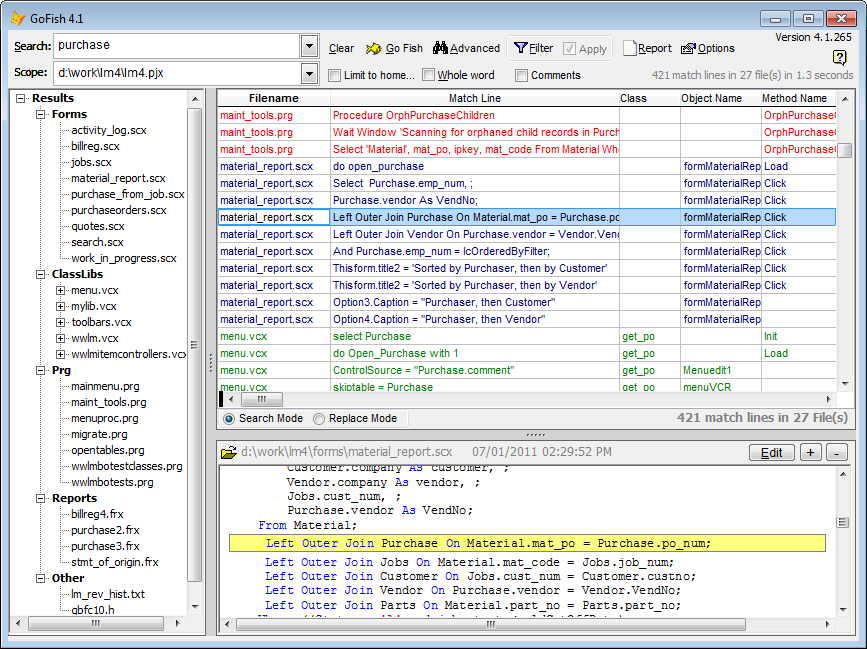 GoFish 4.1
Search: purchase Clear Go Fish Advanced Filter Apply Report Options Version 4.1.265
Scope: d:\work\lm4\lm4.pjx Limit to home... Whole word Comments 421 match lines in 27 file(s) in 1.3 seconds
Results
Forms
activity_log.scx
billreg.scx
jobs.scx
material_report.scx
purchase_from_job.scx
purchaseorders.scx
quotes.scx
search.scx
work_in_progress.scx
ClassLibs
menu.vcx
mylib.vcx
toolbars.vcx
wwlm.vcx
wwlmitemcontrollers.vcx
Prg
mainmenu.prg
maint_tools.prg
menuproc.prg
migrate.prg
opentables.prg
wwlmbotestclasses.prg
wwlmbotests.prg
Reports
billreg4.frx
purchase2.frx
purchase3.frx
stmt_of_origin.frx
Other
lm_rev_hist.txt
gbfc10.h
Filename Match Line Class Object Name Method Name
maint_tools.prg Procedure OrphPurchaseChildren OrphPurchaseC
maint_tools.prg Wait Window 'Scanning for orphaned child records in Purch OrphPurchaseC
maint_tools.prg Select 'Material', mat_po, ipkey, mat_code From Material Whe OrphPurchaseC
material_report.scx do open_purchase formMaterialRep Load
material_report.scx Select Purchase.emp_num, ; formMaterialRep Click
material_report.scx Purchase.vendor As VendNo; formMaterialRep Click
material_report.scx Left Outer Join Purchase On Material.mat_po = Purchase.po formMaterialRep Click
material_report.scx Left Outer Join Vendor On Purchase.vendor = Vendor.Vend formMaterialRep Click
material_report.scx And Purchase.emp_num = lcOrderedByFilter; formMaterialRep Click
material_report.scx Thisform.title2 = 'Sorted by Purchaser, then by Customer' formMaterialRep Click
material_report.scx Thisform.title2 = 'Sorted by Purchaser, then by Vendor' formMaterialRep Click
material_report.scx Option3.Caption = "Purchaser, then Customer" formMaterialRep
material_report.scx Option4.Caption = "Purchaser, then Vendor" formMaterialRep
menu.vcx select Purchase get_po Init
menu.vcx do Open_Purchase with 1 get_po Load
menu.vcx ControlSource = "Purchase.comment" get_po Menuedit1
menu.vcx skiptable = Purchase get_po menuVCR
Search Mode Replace Mode 421 match lines in 27 File(s)
d:\work\lm4\forms\material_report.scx 07/01/2011 02:29:52 PM Edit + -
Customer.company As customer, ;
Vendor.company As vendor, ;
Jobs.cust_num, ;
Purchase.vendor As VendNo;
From Material;
Left Outer Join Purchase On Material.mat_po = Purchase.po_num;
Left Outer Join Jobs On Material.mat_code = Jobs.job_num;
Left Outer Join Customer On Jobs.cust_num = Customer.custno;
Left Outer Join Vendor On Purchase.vendor = Vendor.VendNo;
Left Outer Join Parts On Material.part_no = Parts.part_no;